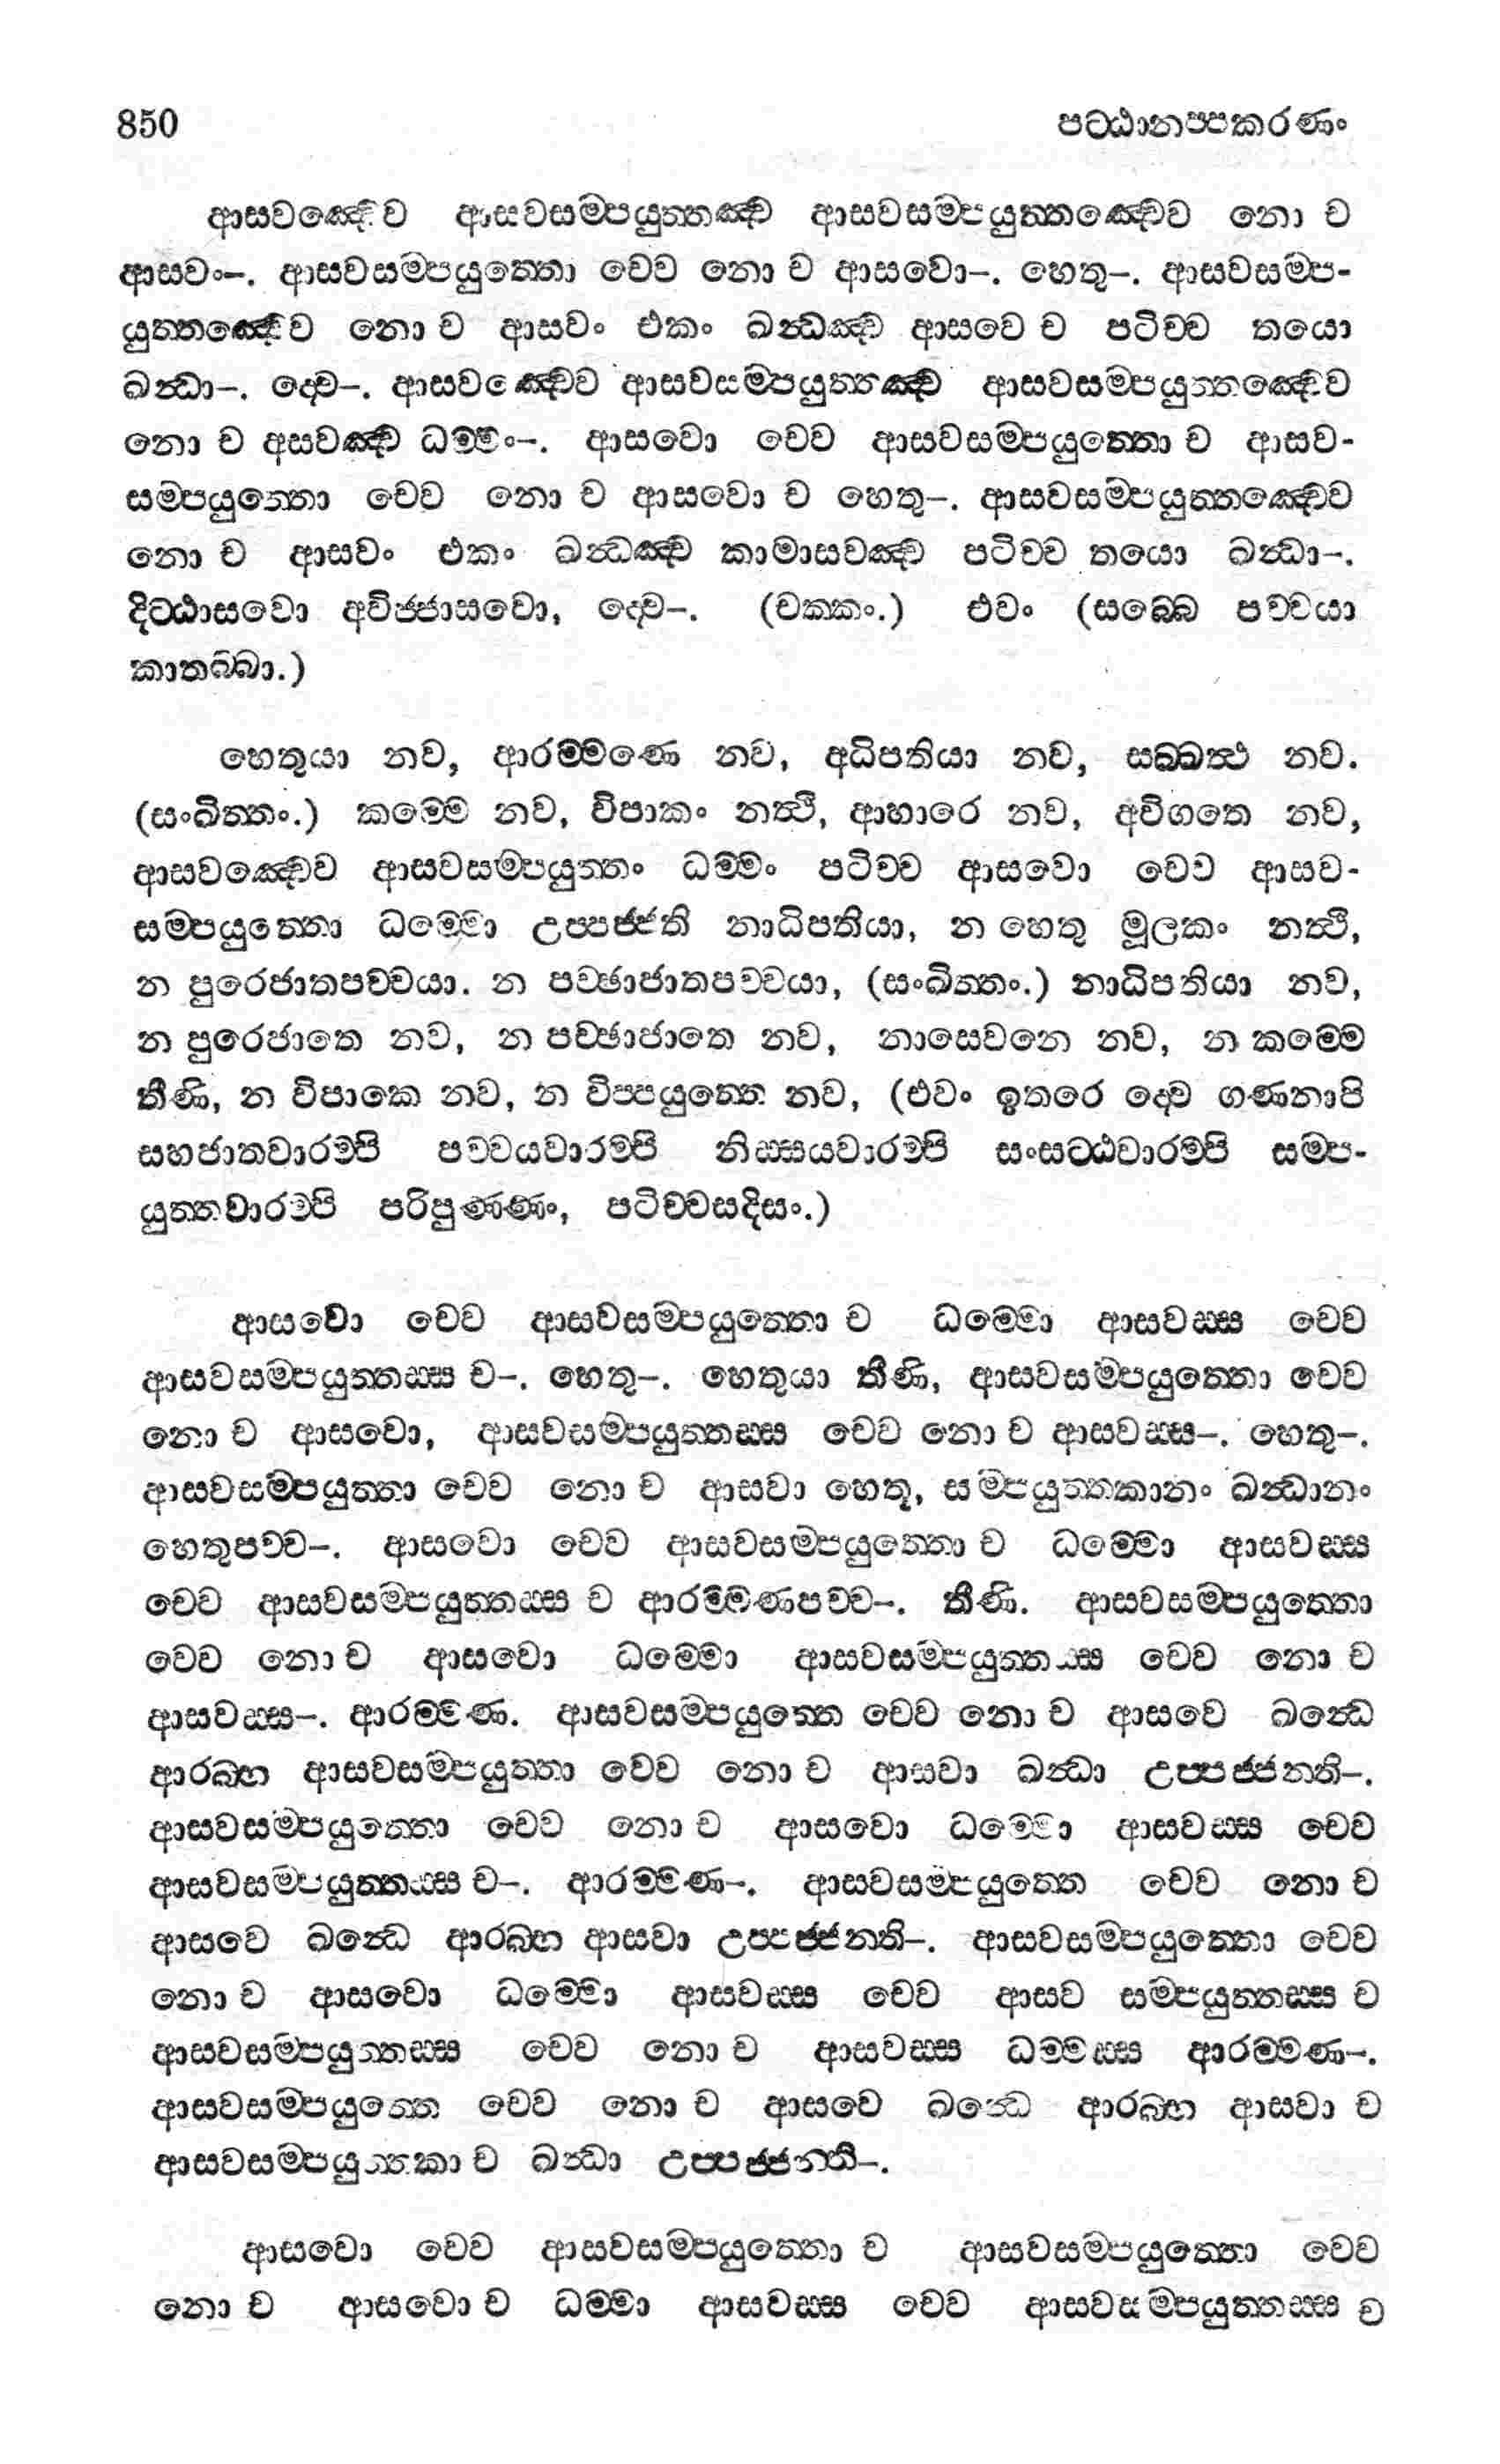 850 පට්ඨානප්පකරණං
ආසවඤ්චෙව ආසවසම්පයුත්තඤ්ච ආසවසම්පයුත්තඤ්චෙව නො ච
ආසවං–. ආසවසම්පයුත්තො චෙව නො ච ආසවො–. හෙතු–. ආසවසම්ප-
යුත්තඤ්චෙව නො ච ආසවං එකං ඛන්ධඤ්ච ආසවෙ ච පටිච්ච තයො
ඛන්ධා–. ද්වෙ–. ආසවඤ්චෙව ආසවසම්පයුත්තඤ්ච ආසවසම්පයුත්තඤ්චෙව
නො ච අසවඤ්ච ධම්මං–. ආසවො චෙව ආසවසම්පයුත්තො ච ආසව-
සම්පයුත්තො චෙව නො ච ආසවො ච හෙතු–. ආසවසම්පයුත්තඤ්චෙව
නො ච ආසවං එකං ඛන්ධඤ්ච කාමාසවඤ්ච පටිච්ච තයො ඛන්ධා–.
දිට්ඨාසවො අවිජ්ජාසවො, ද්වෙ–. (චක්කං.) එවං (සබ්බෙ පච්චයා
කාතබ්බා.)
හෙතුයා නව, ආරම්මණෙ නව, අධිපතියා නව, සබ්බත්ථ නව.
(සංඛිත්තං.) කම්මෙ නව, විපාකං නත්ථි, ආහාරෙ නව, අවිගතෙ නව,
ආසවඤ්චෙව ආසවසම්පයුත්තං ධම්මං පටිච්ච ආසවො චෙව ආසව-
සම්පයුත්තො ධම්මො උප්පජ්ජති නාධිපතියා, න හෙතු මූලකං නත්ථි,
න පුරෙජාතපච්චයා. න පච්ඡාජාතපච්චයා, (සංඛිත්තං.) නාධිපතියා නව,
න පුරෙජාතෙ නව, න පච්ඡාජාතෙ නව, නාසෙවනෙ නව, න කම්මෙ
තීණි, න විපාකෙ නව, න විප්පයුත්තෙ නව, (එවං ඉතරෙ ද්වෙ ගණනාපි
සහජාතවාරම්පි පච්චයවාරම්පි නිස්සයවාරම්පි සංසට්ඨවාරම්පි සම්ප-
යුත්තවාරම්පි පරිපුණ්ණං, පටිච්චසදිසං.)
ආසවො චෙව ආසවසම්පයුත්තො ච ධම්මො ආසවස්ස චෙව
ආසවසම්පයුත්තස්ස ච–. හෙතු–. හෙතුයා තීණි, ආසවසම්පයුත්තො චෙව
නො ච ආසවො, ආසවසම්පයුත්තස්ස චෙව නො ච ආසවස්ස–. හෙතු–.
ආසවසම්පයුත්තා චෙව නො ච ආසවා හෙතූ, සම්පයුත්තකානං ඛන්ධානං
හෙතුපච්ච–. ආසවො චෙව ආසවසම්පයුත්තො ච ධම්මො ආසවස්ස
චෙව ආසවසම්පයුත්තස්ස ච ආරම්මණපච්ච–. තීණි. ආසවසම්පයුත්තො
චෙව නො ච ආසවො ධම්මො ආසවසම්පයුත්තස්ස චෙව නො ච
ආසවස්ස–. ආරම්මණ. ආසවසම්පයුත්තෙ චෙව නො ච ආසවෙ ඛන්ධෙ
ආරබ්භ ආසවසම්පයුත්තා චෙව නො ච ආසවා ඛන්ධා උප්පජ්ජන්ති–.
ආසවසම්පයුත්තො චෙව නො ච ආසවො ධම්මො ආසවස්ස චෙව
ආසවසම්පයුත්තස්ස ච–. ආරම්මණ–. ආසවසම්පයුත්තෙ චෙව නො ච
ආසවෙ ඛන්ධෙ ආරබ්භ ආසවා උප්පජ්ජන්ති–. ආසවසම්පයුත්තො චෙව
නො ච ආසවො ධම්මො ආසවස්ස චෙව ආසව සම්පයුත්තස්ස ච
ආසවසම්පයුත්තස්ස චෙව නො ච ආසවස්ස ධම්මස්ස ආරම්මණ–.
ආසවසම්පයුත්තෙ චෙව නො ච ආසවෙ ඛන්ධෙ ආරබ්භ ආසවා ච
ආසවසම්පයුත්තකා ච ඛන්ධා උප්පජ්ජන්ති–.
ආසවො චෙව ආසවසම්පයුත්තො ච ආසවසම්පයුත්තො චෙව
නො ච ආසවො ච ධම්මා ආසවස්ස චෙව ආසවසම්පයුත්තස්ස ච